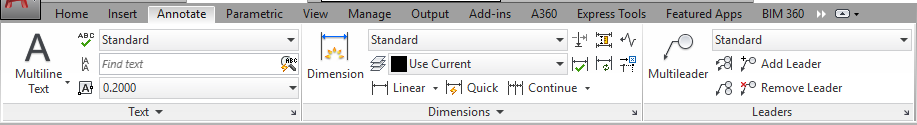 Home Insert Annotate Parametric View Manage Output Add-ins A360 Express Tools Featured Apps BIM 360
A
Multiline
Text
ABC
Standard
Find text
ABC
0.2000
Text
Dimension
Standard
Use Current
Linear Quick Continue
Dimensions
Multileader
Standard
Add Leader
Remove Leader
Leaders